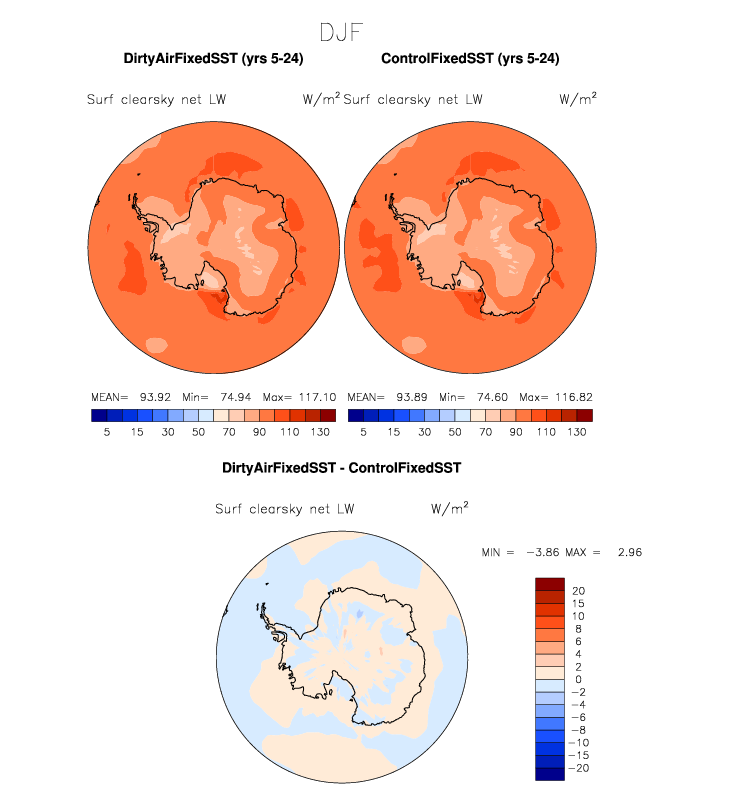 DJF
DirtyAirFixedSST (yrs 5-24) ControlFixedSST (yrs 5-24)
Surf clearsky net LW W/m² Surf clearsky net LW W/m²
MEAN= 93.92 Min= 74.94 Max= 117.10 MEAN= 93.89 Min= 74.60 Max= 116.82
5 15 30 50 70 90 110 130 5 15 30 50 70 90 110 130
DirtyAirFixedSST - ControlFixedSST
Surf clearsky net LW W/m²
MIN = -3.86 MAX = 2.96
20
15
10
8
6
4
2
0
-2
-4
-6
-8
-10
-15
-20